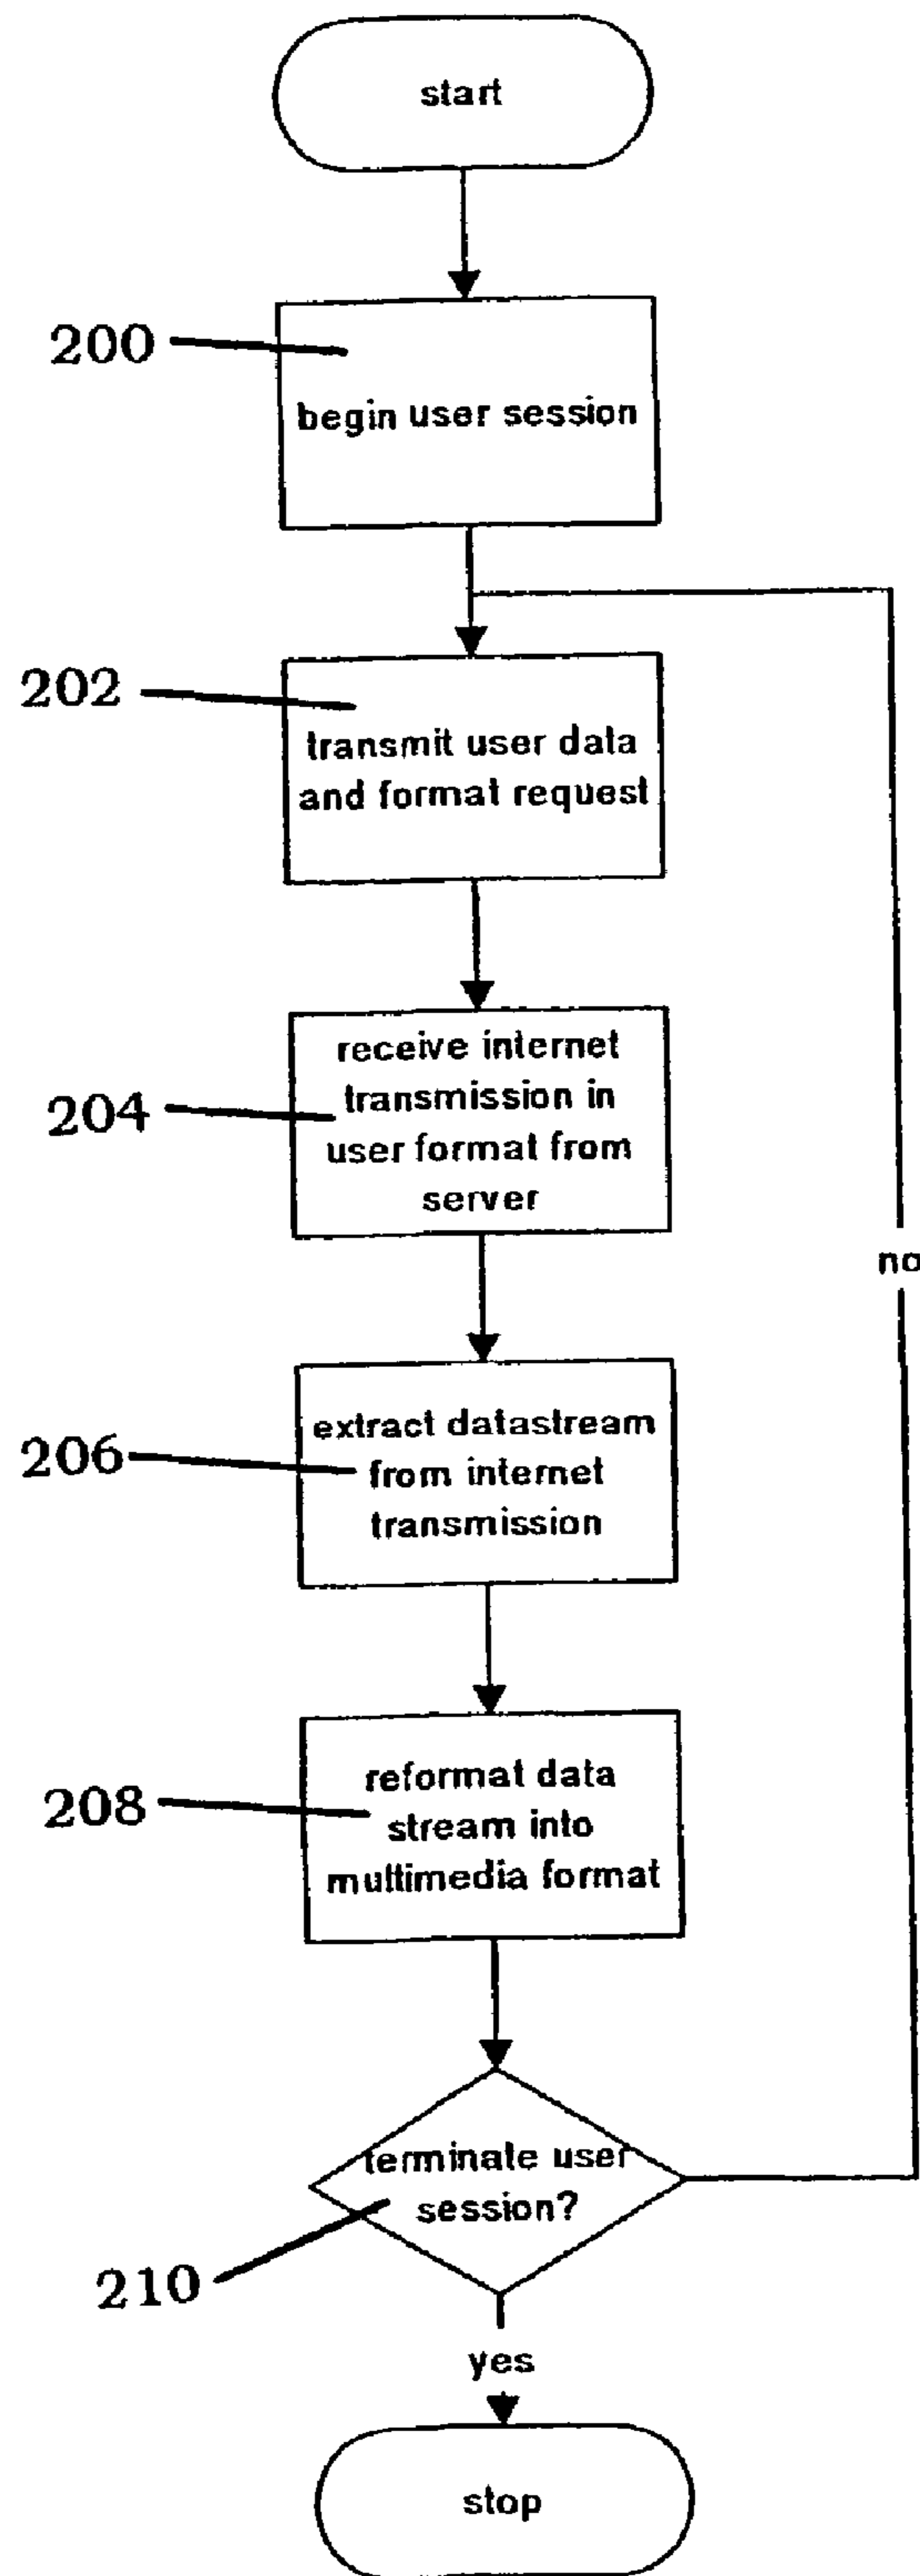 start
200
begin user session
202
transmit user data
and format request
204
receive internet
transmission in
user format from
server
no
206
extract datastream
from internet
transmission
208
reformat data
stream into
multimedia format
terminate user
session?
210
yes
stop